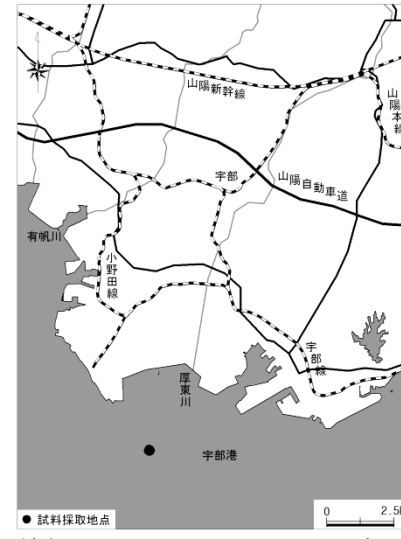 山陽新幹線
山陽本線
宇部
山陽自動車道
有帆川
小野田線
宇部線
厚東川
宇部港
● 試料採取地点
0 2.5